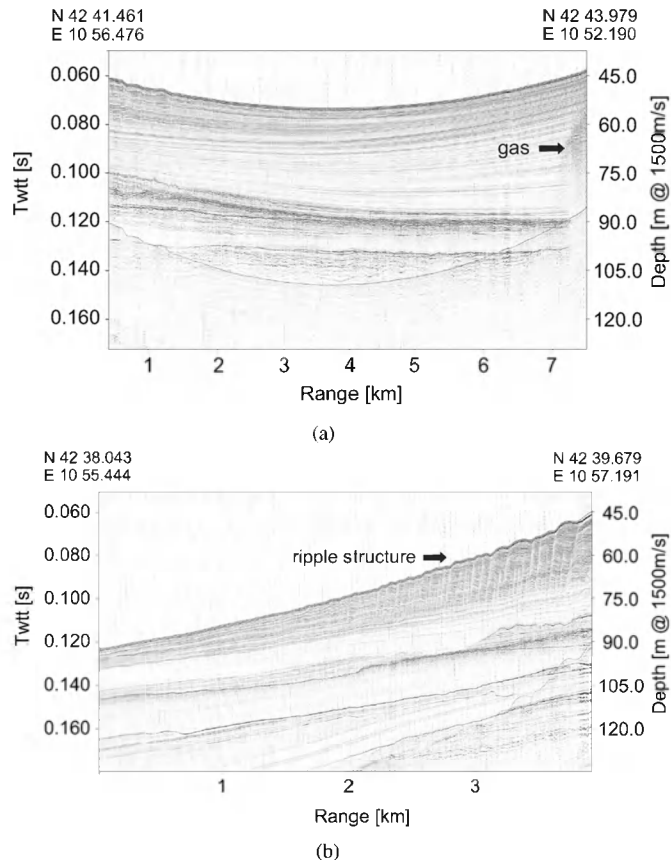 N 42 41.461 N 42 43.979
E 10 56.476 E 10 52.190
0.060 45.0
0.080 60.0
gas
0.100 75.0
0.120 90.0
0.140 105.0
0.160 120.0
Twtt [s]
Depth [m @ 1500m/s]
1 2 3 4 5 6 7
Range [km]
(a)
N 42 38.043 N 42 39.679
E 10 55.444 E 10 57.191
0.060 45.0
ripple structure
0.080 60.0
0.100 75.0
0.120 90.0
0.140 105.0
0.160 120.0
Twtt [s]
Depth [m @ 1500m/s]
1 2 3
Range [km]
(b)